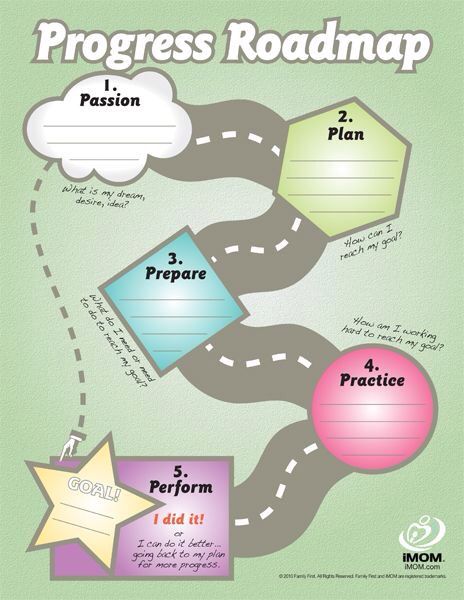 Progress Roadmap
1.
Passion
What is my dream,
desire, idea?
2.
Plan
How can I
reach my goal?
3.
Prepare
What do I need or need
to do to reach my goal?
How am I working
hard to reach my goal?
4.
Practice
GOAL!
5.
Perform
I did it!
or
I can do it better...
going back to my plan
for more progress.
iMOM®
iMOM.com
© 2010 Family First. All Rights Reserved. Family First and iMOM are registered trademarks.